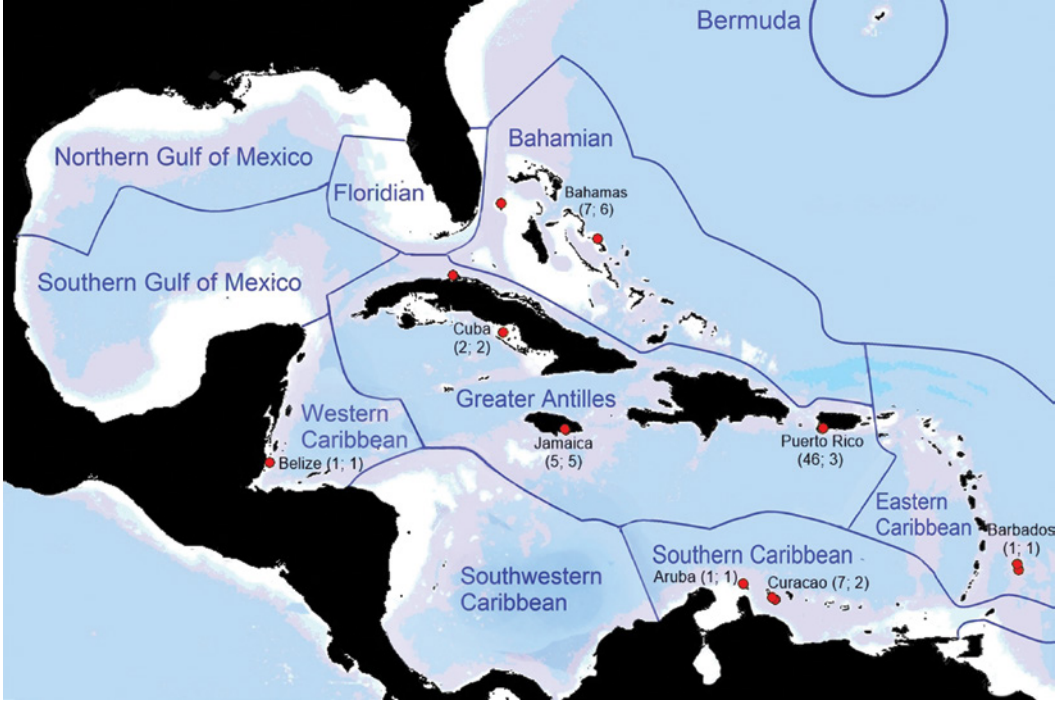 Bermuda
Bahamian
Northern Gulf of Mexico
Floridian
Bahamas
(7; 6)
Southern Gulf of Mexico
Cuba
(2; 2)
Greater Antilles
Western
Caribbean
Jamaica
(5; 5)
Puerto Rico
(46; 3)
Belize (1; 1)
Eastern
Caribbean
Barbados
(1; 1)
Southern Caribbean
Aruba (1; 1)
Curacao (7; 2)
Southwestern
Caribbean